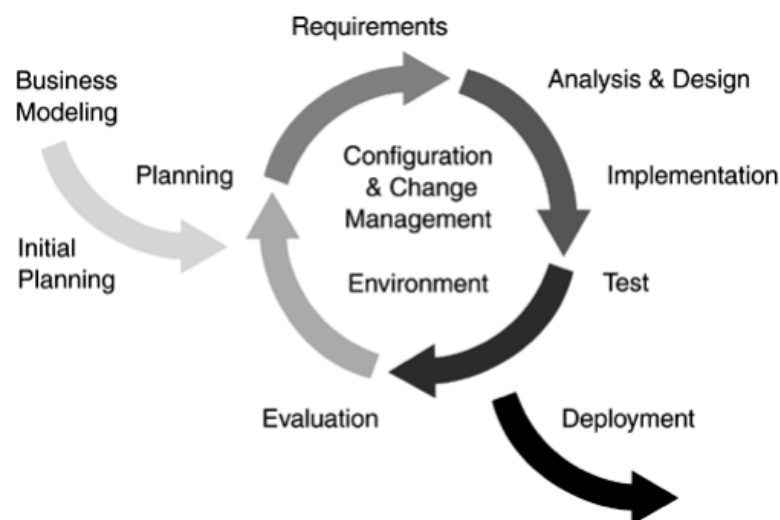 Requirements
Business
Modeling
Analysis & Design
Planning
Configuration
& Change
Management
Implementation
Initial
Planning
Environment
Test
Evaluation
Deployment